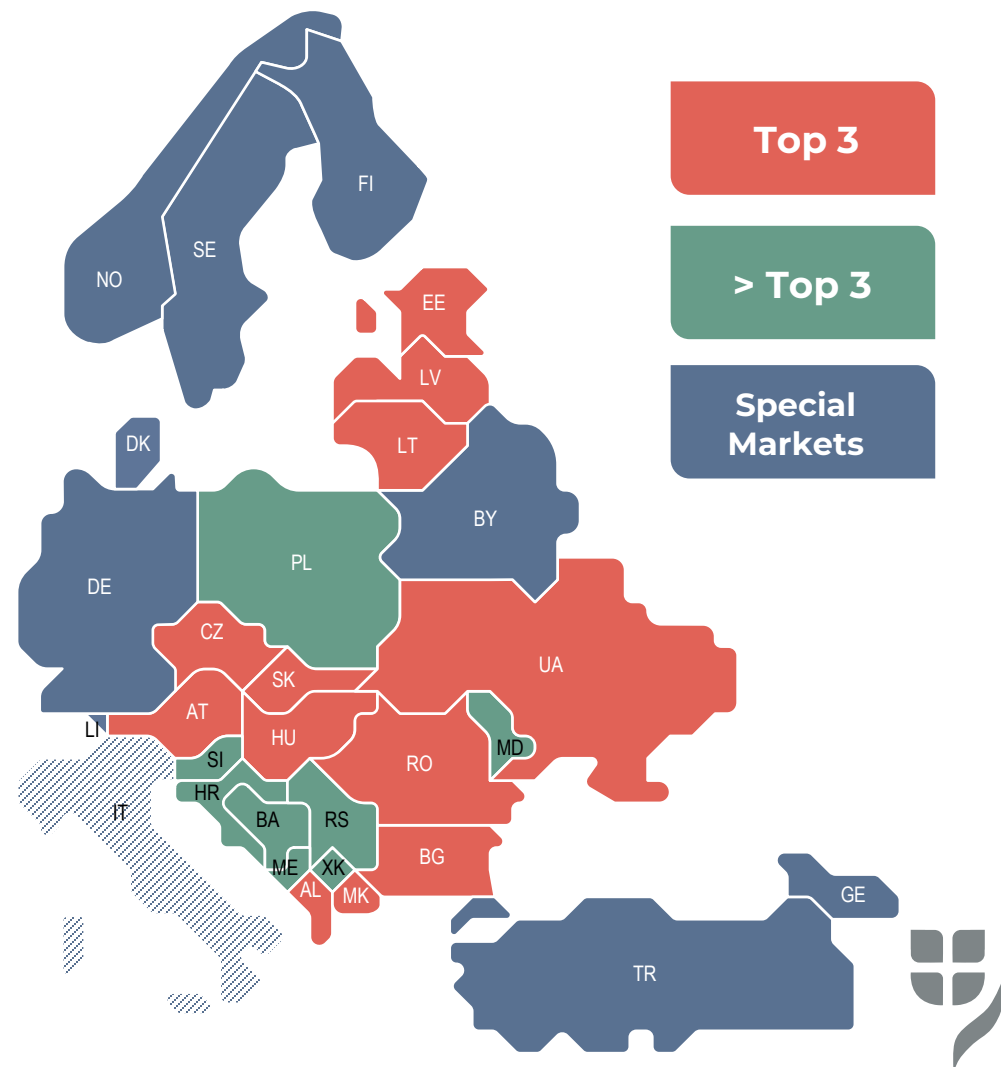 Top 3
> Top 3
Special
Markets
FI
SE
NO
EE
LV
LT
DK
BY
PL
DE
CZ
UA
SK
AT
LI
HU
MD
SI
RO
HR
IT
BA
RS
BG
ME
XK
AL
MK
GE
TR